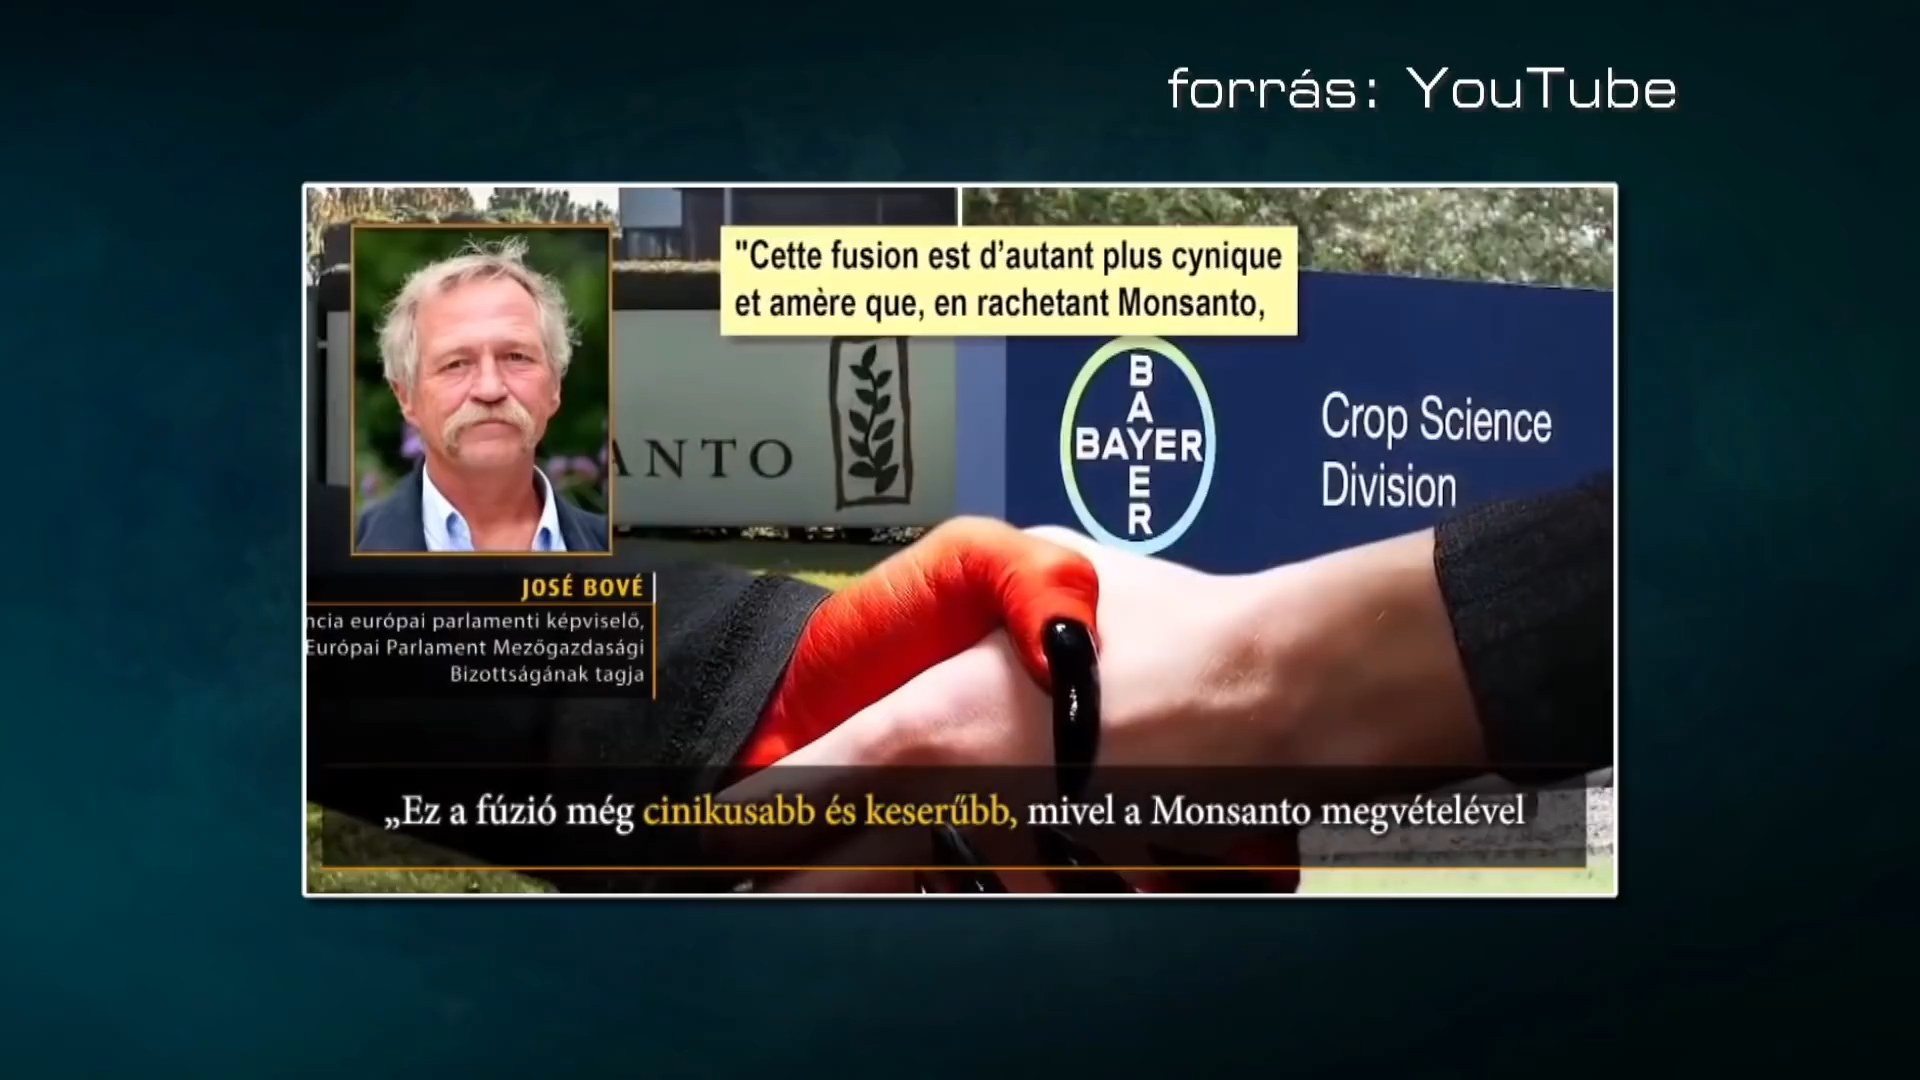 forrás: YouTube
"Cette fusion est d’autant plus cynique
et amère que, en rachetant Monsanto,
ANTO
BAYER
BAYER
Crop Science
Division
JOSÉ BOVÉ
ncia európai parlamenti képviselő,
Európai Parlament Mezőgazdasági
Bizottságának tagja
„Ez a fúzió még cinikusabb és keserűbb, mivel a Monsanto megvételével